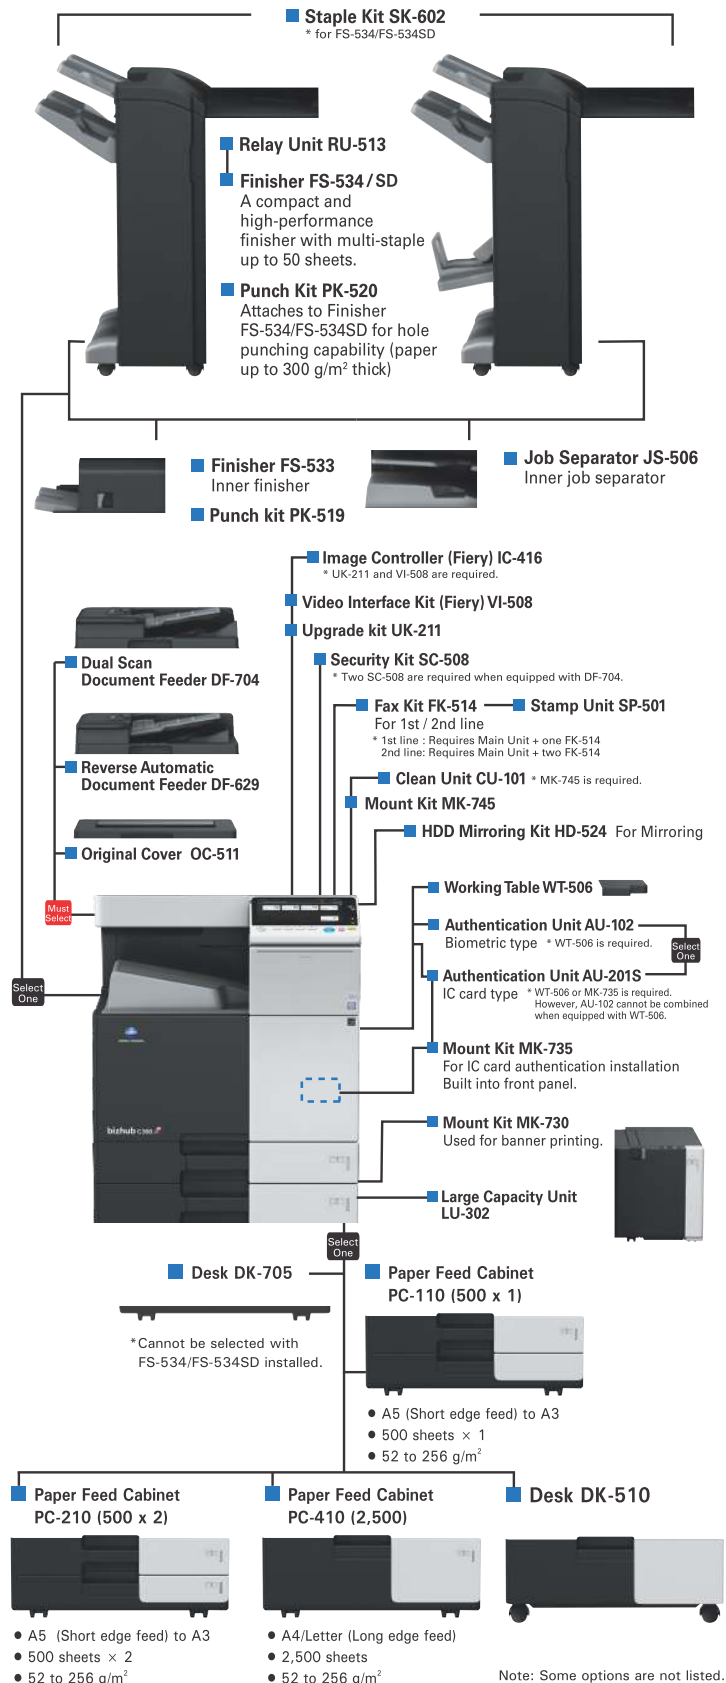 Staple Kit SK-602
* for FS-534/FS-534SD
Relay Unit RU-513
Finisher FS-534/SD
A compact and
high-performance
finisher with multi-staple
up to 50 sheets.
Punch Kit PK-520
Attaches to Finisher
FS-534/FS-534SD for hole
punching capability (paper
up to 300 g/m² thick)
Finisher FS-533
Inner finisher
Punch kit PK-519
Job Separator JS-506
Inner job separator
Image Controller (Fiery) IC-416
* UK-211 and VI-508 are required.
Video Interface Kit (Fiery) VI-508
Upgrade kit UK-211
Security Kit SC-508
* Two SC-508 are required when equipped with DF-704.
Dual Scan
Document Feeder DF-704
Fax Kit FK-514
Stamp Unit SP-501
For 1st / 2nd line
* 1st line : Requires Main Unit + one FK-514
2nd line: Requires Main Unit + two FK-514
Reverse Automatic
Document Feeder DF-629
Clean Unit CU-101 * MK-745 is required.
Mount Kit MK-745
HDD Mirroring Kit HD-524 For Mirroring
Original Cover OC-511
Must
Select
Working Table WT-506
Authentication Unit AU-102
Biometric type * WT-506 is required.
Select
One
Authentication Unit AU-201S
IC card type * WT-506 or MK-735 is required.
However, AU-102 cannot be combined
when equipped with WT-506.
Select
One
Mount Kit MK-735
For IC card authentication installation
Built into front panel.
bizhub C368
Mount Kit MK-730
Used for banner printing.
Large Capacity Unit
LU-302
Select
One
Desk DK-705
*Cannot be selected with
FS-534/FS-534SD installed.
Paper Feed Cabinet
PC-110 (500 x 1)
● A5 (Short edge feed) to A3
● 500 sheets × 1
● 52 to 256 g/m²
Paper Feed Cabinet
PC-210 (500 x 2)
● A5 (Short edge feed) to A3
● 500 sheets × 2
● 52 to 256 g/m²
Paper Feed Cabinet
PC-410 (2,500)
● A4/Letter (Long edge feed)
● 2,500 sheets
● 52 to 256 g/m²
Desk DK-510
Note: Some options are not listed.